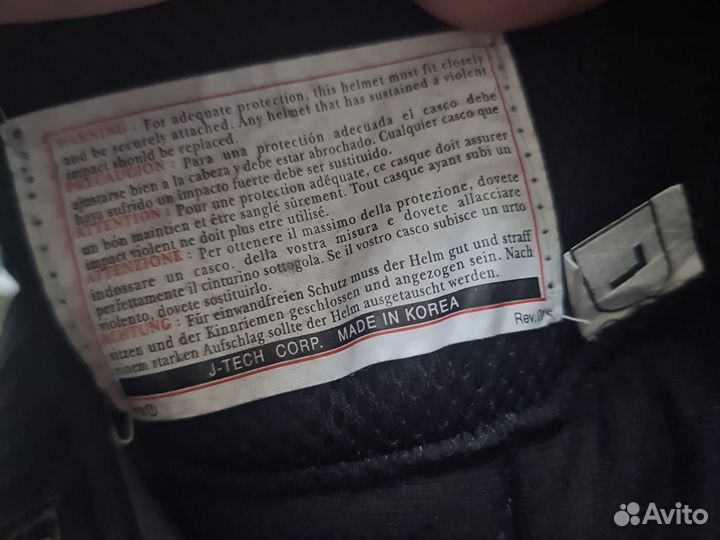 WARNING : For adequate protection, this helmet must fit closely
and be securely attached. Any helmet that has sustained a violent
impact should be replaced.
PRECAUCION : Para una protección adecuada el casco debe
ajustarse bien a la cabeza y debe estar abrochado. Cualquier casco que
haya sufrido un impacto fuerte debe ser sustituido.
ATTENTION : Pour une protection adéquate, ce casque doit assurer
un bôn maintien et être sanglé sûrement. Tout casque ayant subi un
impact violent ne doit plus etre utilisé.
ATTENZIONE : Per ottenere il massimo della protezione, dovete
indossare un casco della vostra misura e dovete allacciare
perfettamente il cinturino sottogola. Se il vostro casco subisce un urto
violento, dovete sostituirlo.
ACHTUNG : Für einwandfreien Schutz muss der Helm gut und straff
sitzen und der Kinnriemen geschlossen und angezogen sein. Nach
einem starken Aufschlag sollte der Helm ausgetauscht werden.
J-TECH CORP. MADE IN KOREA
Avito